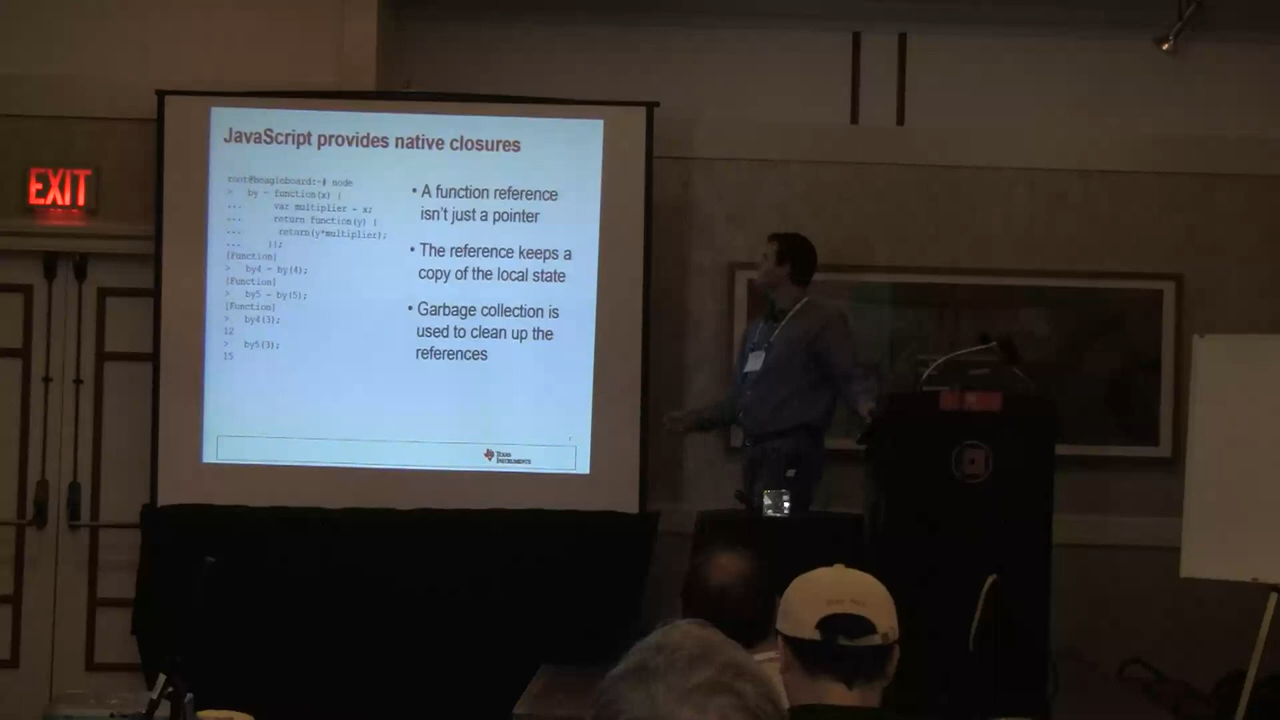 JavaScript provides native closures
EXIT
root@beagleboard:~# node
> by = function(x) {
... var multiplier = x;
... return function(y) {
... return(y*multiplier);
... }};
[Function]
> by4 = by(4);
[Function]
> by5 = by(5);
[Function]
> by4(3);
12
> by5(3);
15
• A function reference
isn't just a pointer
• The reference keeps a
copy of the local state
• Garbage collection is
used to clean up the
references
TEXAS
INSTRUMENTS